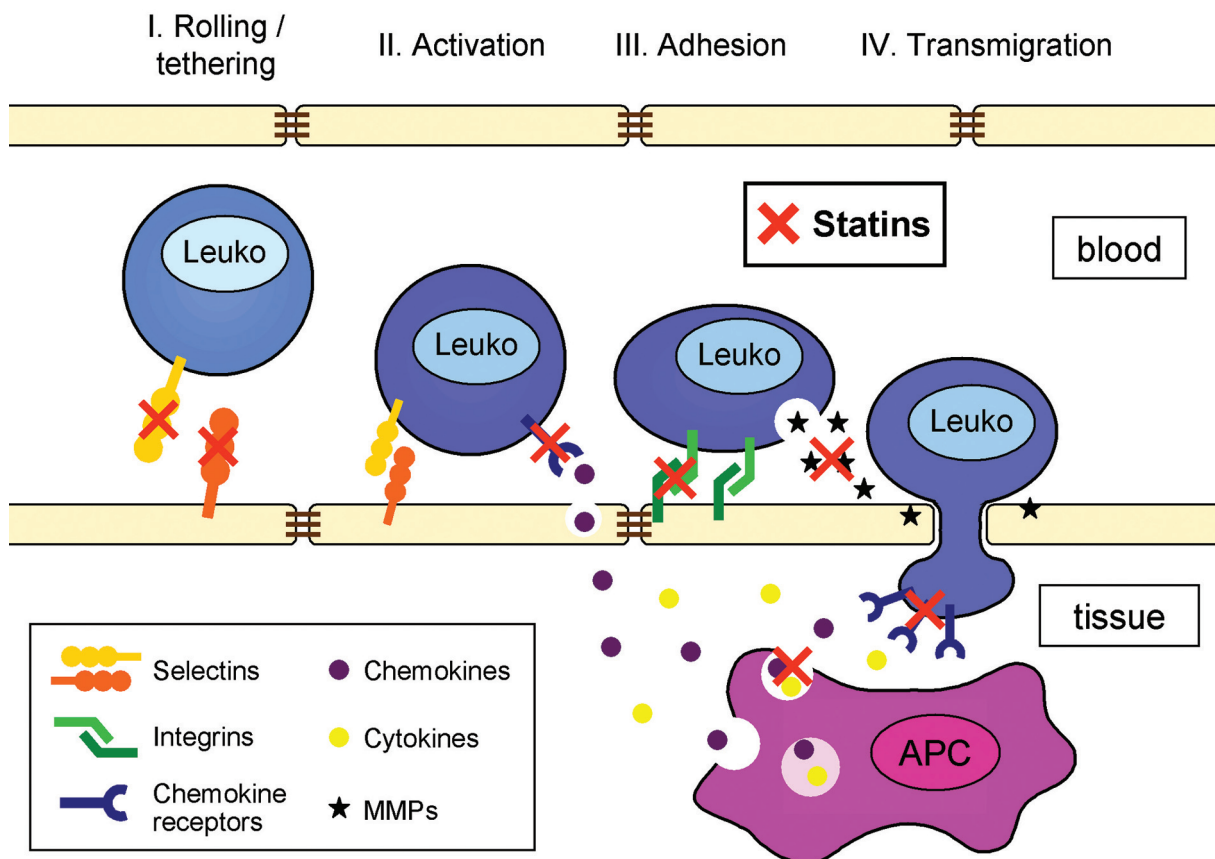 I. Rolling /
tethering
II. Activation
III. Adhesion
IV. Transmigration
Statins
blood
Leuko
Leuko
Leuko
Leuko
tissue
Selectins
Chemokines
Integrins
Cytokines
Chemokine
receptors
MMPs
APC